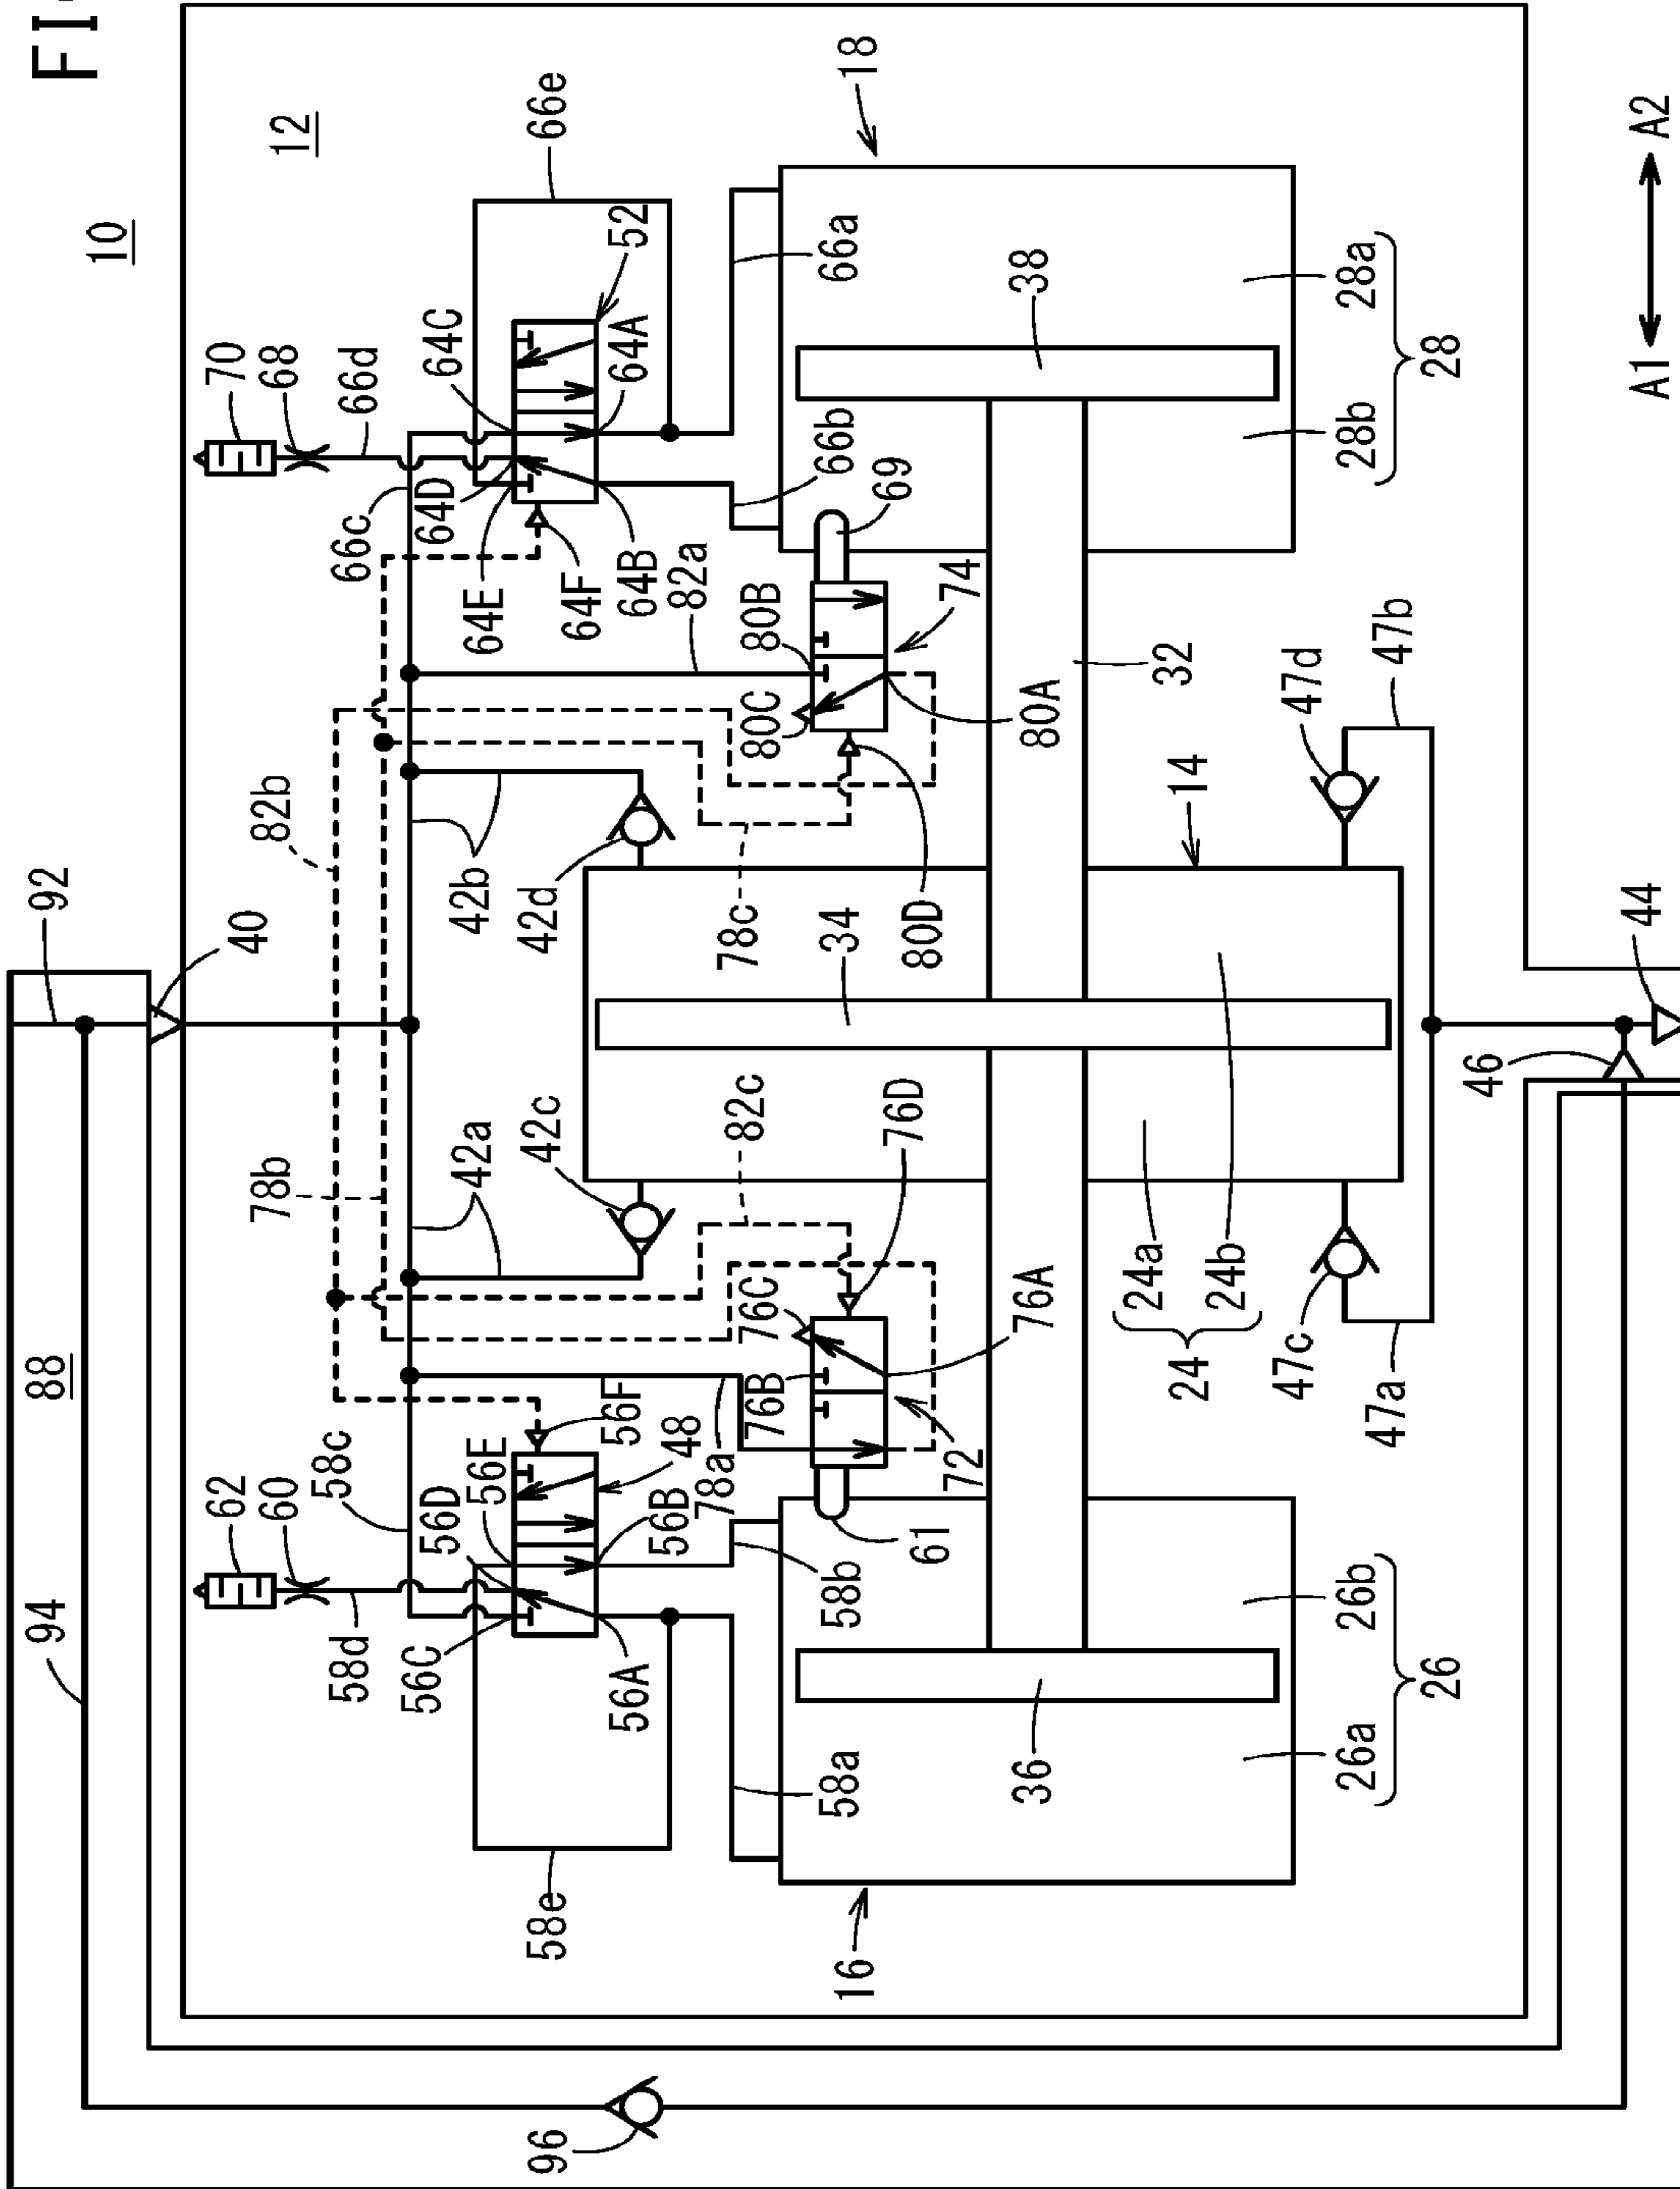 FI
10
12
88
92
94
96
40
18
66e
52
66a
64C
64A
70
68
66d
66c
64D
64E
64F
64B
66b
69
82a
80B
80C
74
80A
80D
32
38
28a
28b
28
A1
A2
82b
42b
42d
78c
34
14
47d
47b
44
46
78b
42a
42c
82c
76D
76C
76B
76A
72
24a
24b
24
47c
47a
58c
62
60
58d
56D
56E
56F
48
78a
56B
56C
56A
58b
61
58a
58e
36
16
26b
26a
26